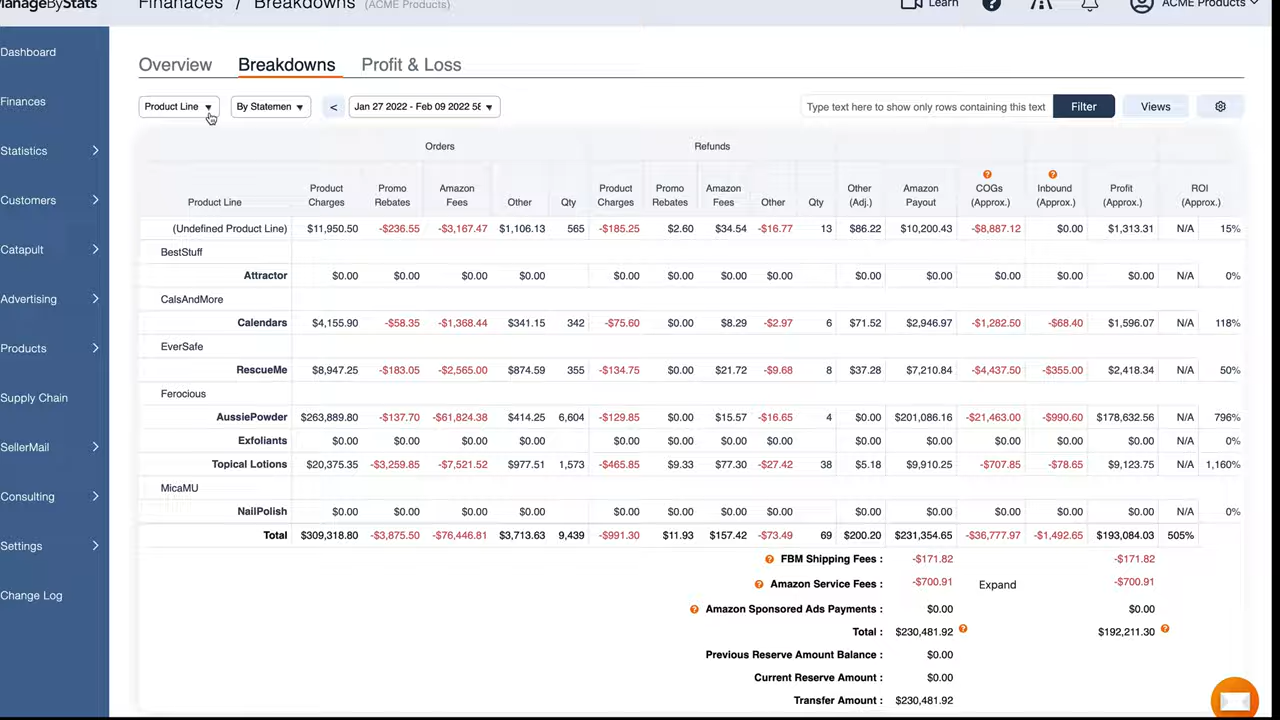 ManageByStats
Finanaces / Breakdowns (ACME Products)
Learn
ACME Products
Dashboard
Finances
Statistics
Customers
Catapult
Advertising
Products
Supply Chain
SellerMail
Consulting
Settings
Change Log
Overview Breakdowns Profit & Loss
Product Line By Statemen < Jan 27 2022 - Feb 09 2022 58 Type text here to show only rows containing this text Filter Views
Orders Refunds
Product Line Product Charges Promo Rebates Amazon Fees Other Qty Product Charges Promo Rebates Amazon Fees Other Qty Other (Adj.) Amazon Payout COGs (Approx.) Inbound (Approx.) Profit (Approx.) ROI (Approx.)
(Undefined Product Line) $11,950.50 -$236.55 -$3,167.47 $1,106.13 565 -$185.25 $2.60 $34.54 -$16.77 13 $86.22 $10,200.43 -$8,887.12 $0.00 $1,313.31 N/A 15%
BestStuff
Attractor $0.00 $0.00 $0.00 $0.00 $0.00 $0.00 $0.00 $0.00 $0.00 $0.00 $0.00 $0.00 $0.00 N/A 0%
CalsAndMore
Calendars $4,155.90 -$58.35 -$1,368.44 $341.15 342 -$75.60 $0.00 $8.29 -$2.97 6 $71.52 $2,946.97 -$1,282.50 -$68.40 $1,596.07 N/A 118%
EverSafe
RescueMe $8,947.25 -$183.05 -$2,565.00 $874.59 355 -$134.75 $0.00 $21.72 -$9.68 8 $37.28 $7,210.84 -$4,437.50 -$355.00 $2,418.34 N/A 50%
Ferocious
AussiePowder $263,889.80 -$137.70 -$61,824.38 $414.25 6,604 -$129.85 $0.00 $15.57 -$16.65 4 $0.00 $201,086.16 -$21,463.00 -$990.60 $178,632.56 N/A 796%
Exfoliants $0.00 $0.00 $0.00 $0.00 $0.00 $0.00 $0.00 $0.00 $0.00 $0.00 $0.00 $0.00 $0.00 N/A 0%
Topical Lotions $20,375.35 -$3,259.85 -$7,521.52 $977.51 1,573 -$465.85 $9.33 $77.30 -$27.42 38 $5.18 $9,910.25 -$707.85 -$78.65 $9,123.75 N/A 1,160%
MicaMU
NailPolish $0.00 $0.00 $0.00 $0.00 $0.00 $0.00 $0.00 $0.00 $0.00 $0.00 $0.00 $0.00 $0.00 N/A 0%
Total $309,318.80 -$3,875.50 -$76,446.81 $3,713.63 9,439 -$991.30 $11.93 $157.42 -$73.49 69 $200.20 $231,354.65 -$36,777.97 -$1,492.65 $193,084.03 505%
FBM Shipping Fees : -$171.82 -$171.82
Amazon Service Fees : -$700.91 Expand -$700.91
Amazon Sponsored Ads Payments : $0.00 $0.00
Total : $230,481.92 $192,211.30
Previous Reserve Amount Balance : $0.00
Current Reserve Amount : $0.00
Transfer Amount : $230,481.92